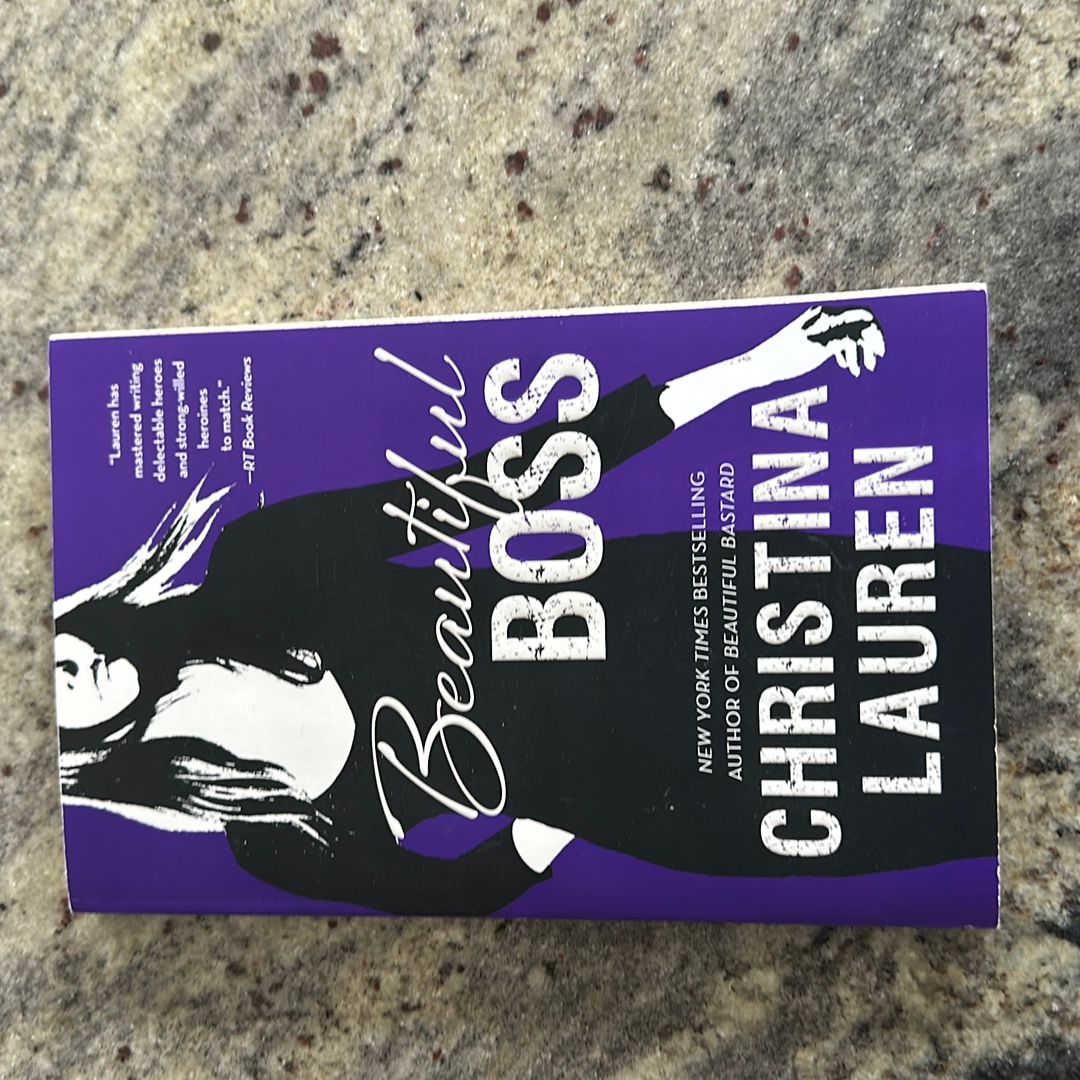 "Lauren has
mastered writing
delectable heroes
and strong-willed
heroines
to match."
—RT Book Reviews
Beautiful
BOSS
NEW YORK TIMES BESTSELLING
AUTHOR OF BEAUTIFUL BASTARD
CHRISTINA
LAUREN